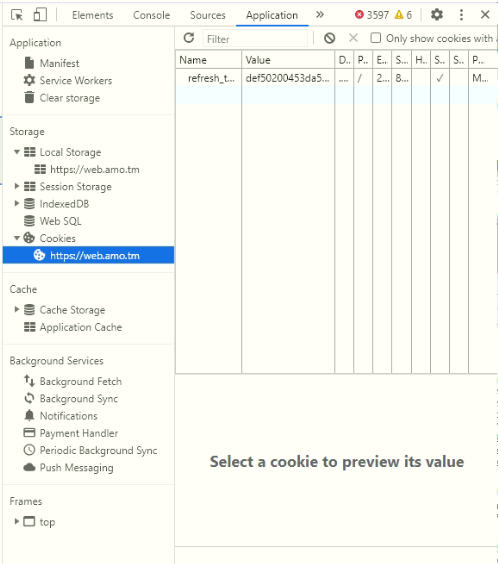 Elements Console Sources Application » 3597 6
Application
Manifest
Service Workers
Clear storage
Storage
Local Storage
https://web.amo.tm
Session Storage
IndexedDB
Web SQL
Cookies
https://web.amo.tm
Cache
Cache Storage
Application Cache
Background Services
Background Fetch
Background Sync
Notifications
Payment Handler
Periodic Background Sync
Push Messaging
Frames
top
Filter Only show cookies with a
Name Value D.. P.. E.. S... H.. S.. S.. P...
refresh_t... def50200453da5... .... / 2... 8... ✓ M...
Select a cookie to preview its value